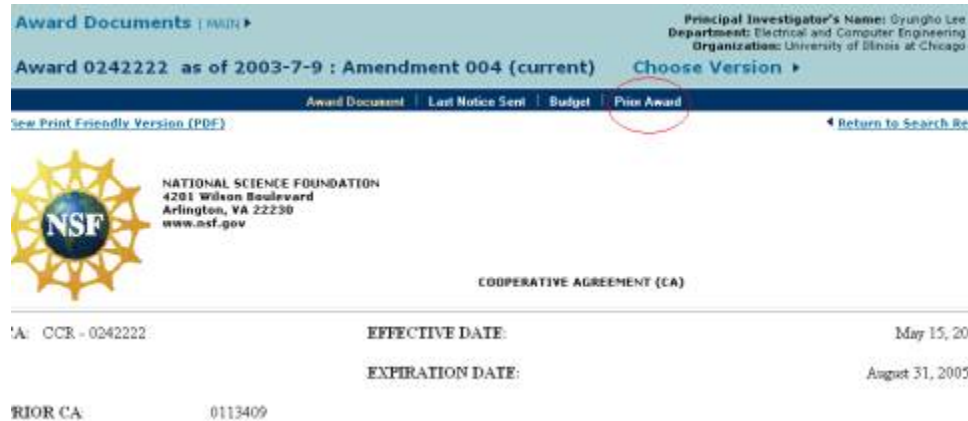 Award Documents | MAIN ▶
Principal Investigator's Name: Gyungho Lee
Department: Electrical and Computer Engineering
Organization: University of Illinois at Chicago
Award 0242222 as of 2003-7-9 : Amendment 004 (current) Choose Version ▶
Award Document | Last Notice Sent | Budget | Prior Award
iew Print Friendly Version (PDF) ◀ Return to Search Re
NSF
NATIONAL SCIENCE FOUNDATION
4201 Wilson Boulevard
Arlington, VA 22230
www.nsf.gov
COOPERATIVE AGREEMENT (CA)
A: CCR - 0242222 EFFECTIVE DATE: May 15, 20
EXPIRATION DATE: August 31, 2005
RIOR CA 0113409